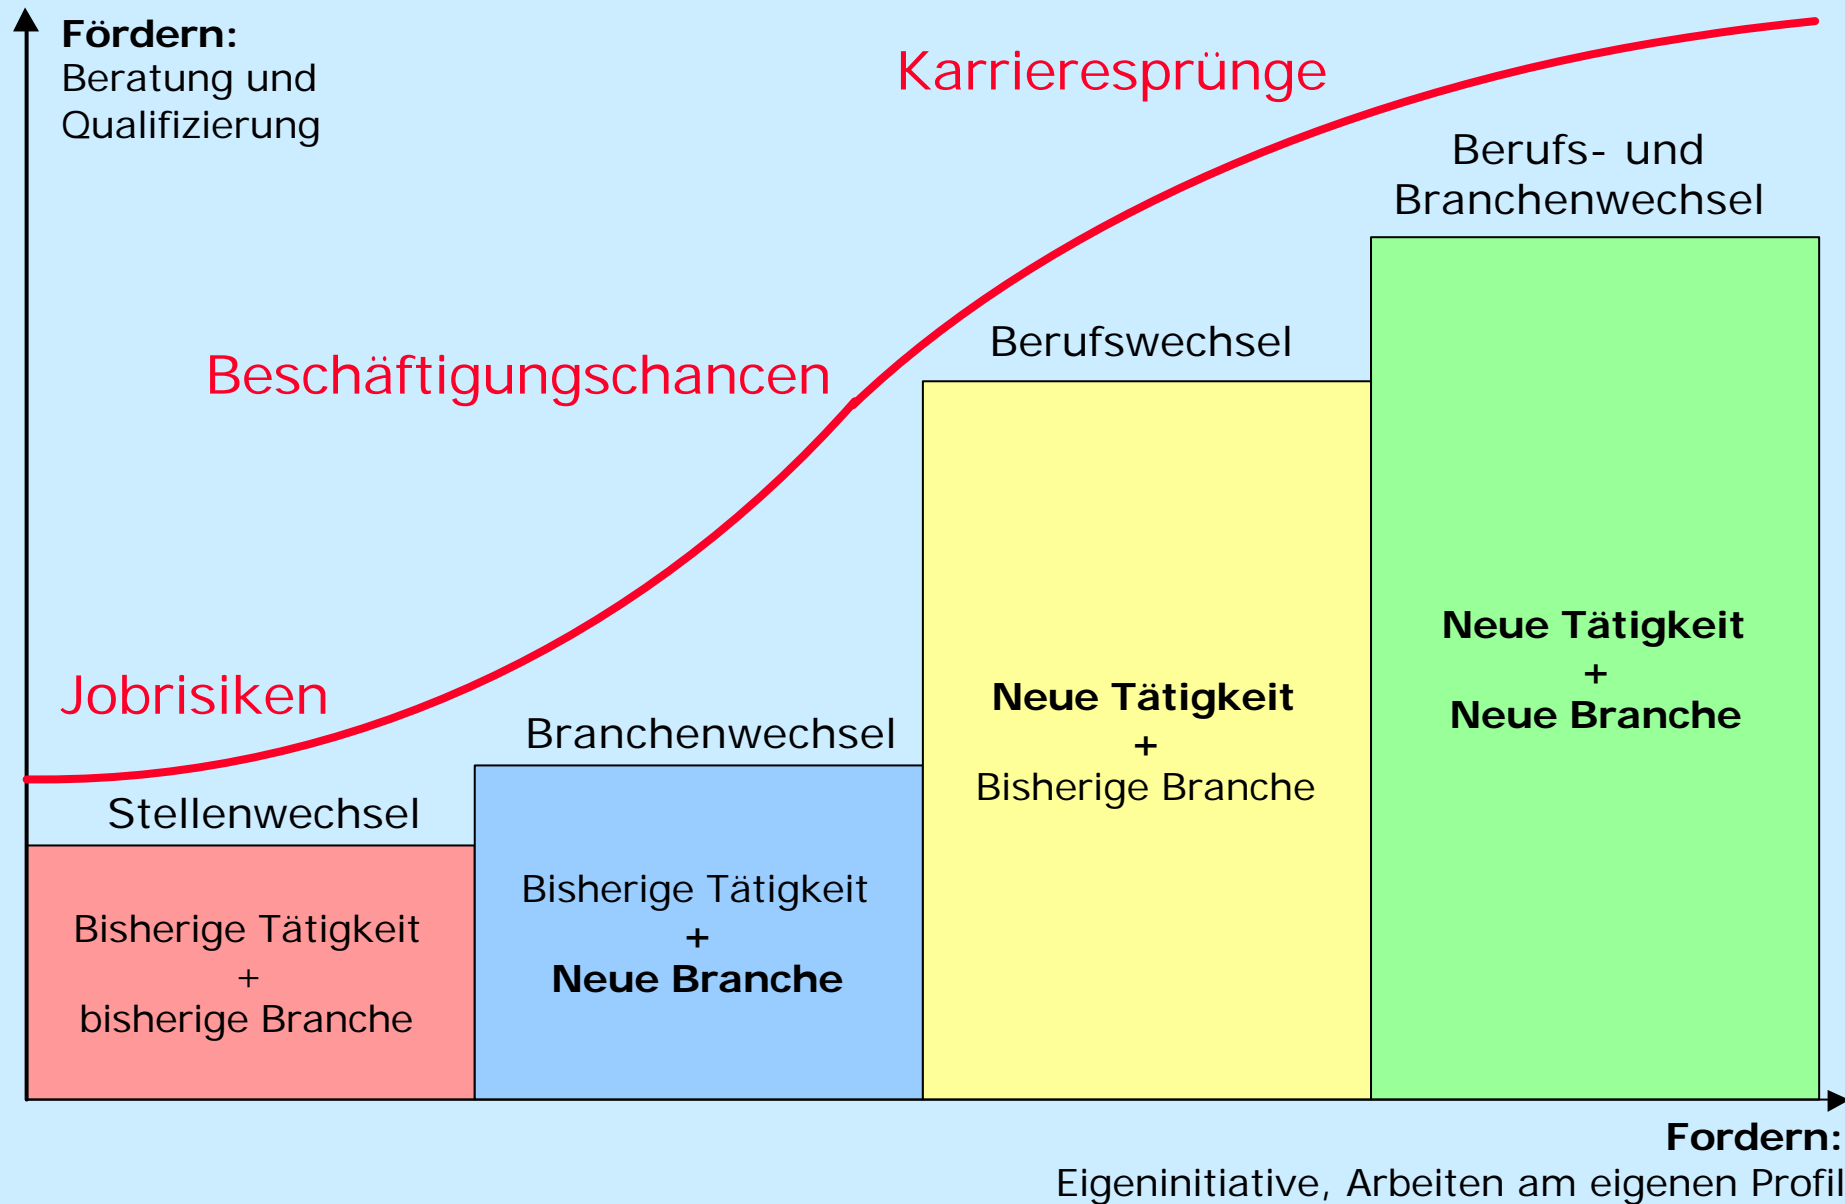 Fördern:
Beratung und
Qualifizierung
Karrieresprünge
Berufs- und
Branchenwechsel
Berufswechsel
Beschäftigungschancen
Neue Tätigkeit
+
Neue Branche
Neue Tätigkeit
+
Bisherige Branche
Jobrisiken
Branchenwechsel
Stellenwechsel
Bisherige Tätigkeit
+
Neue Branche
Bisherige Tätigkeit
+
bisherige Branche
Fordern:
Eigeninitiative, Arbeiten am eigenen Profil